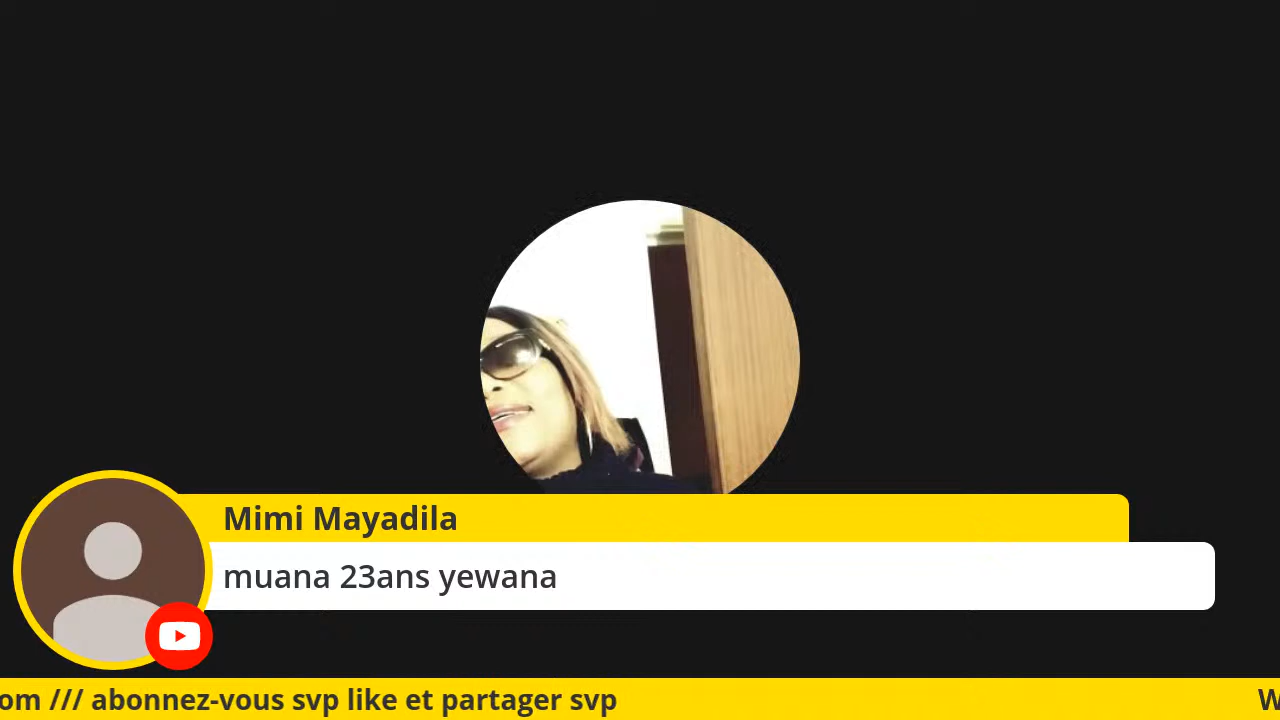 Mimi Mayadila
muana 23ans yewana
om /// abonnez-vous svp like et partager svp
W